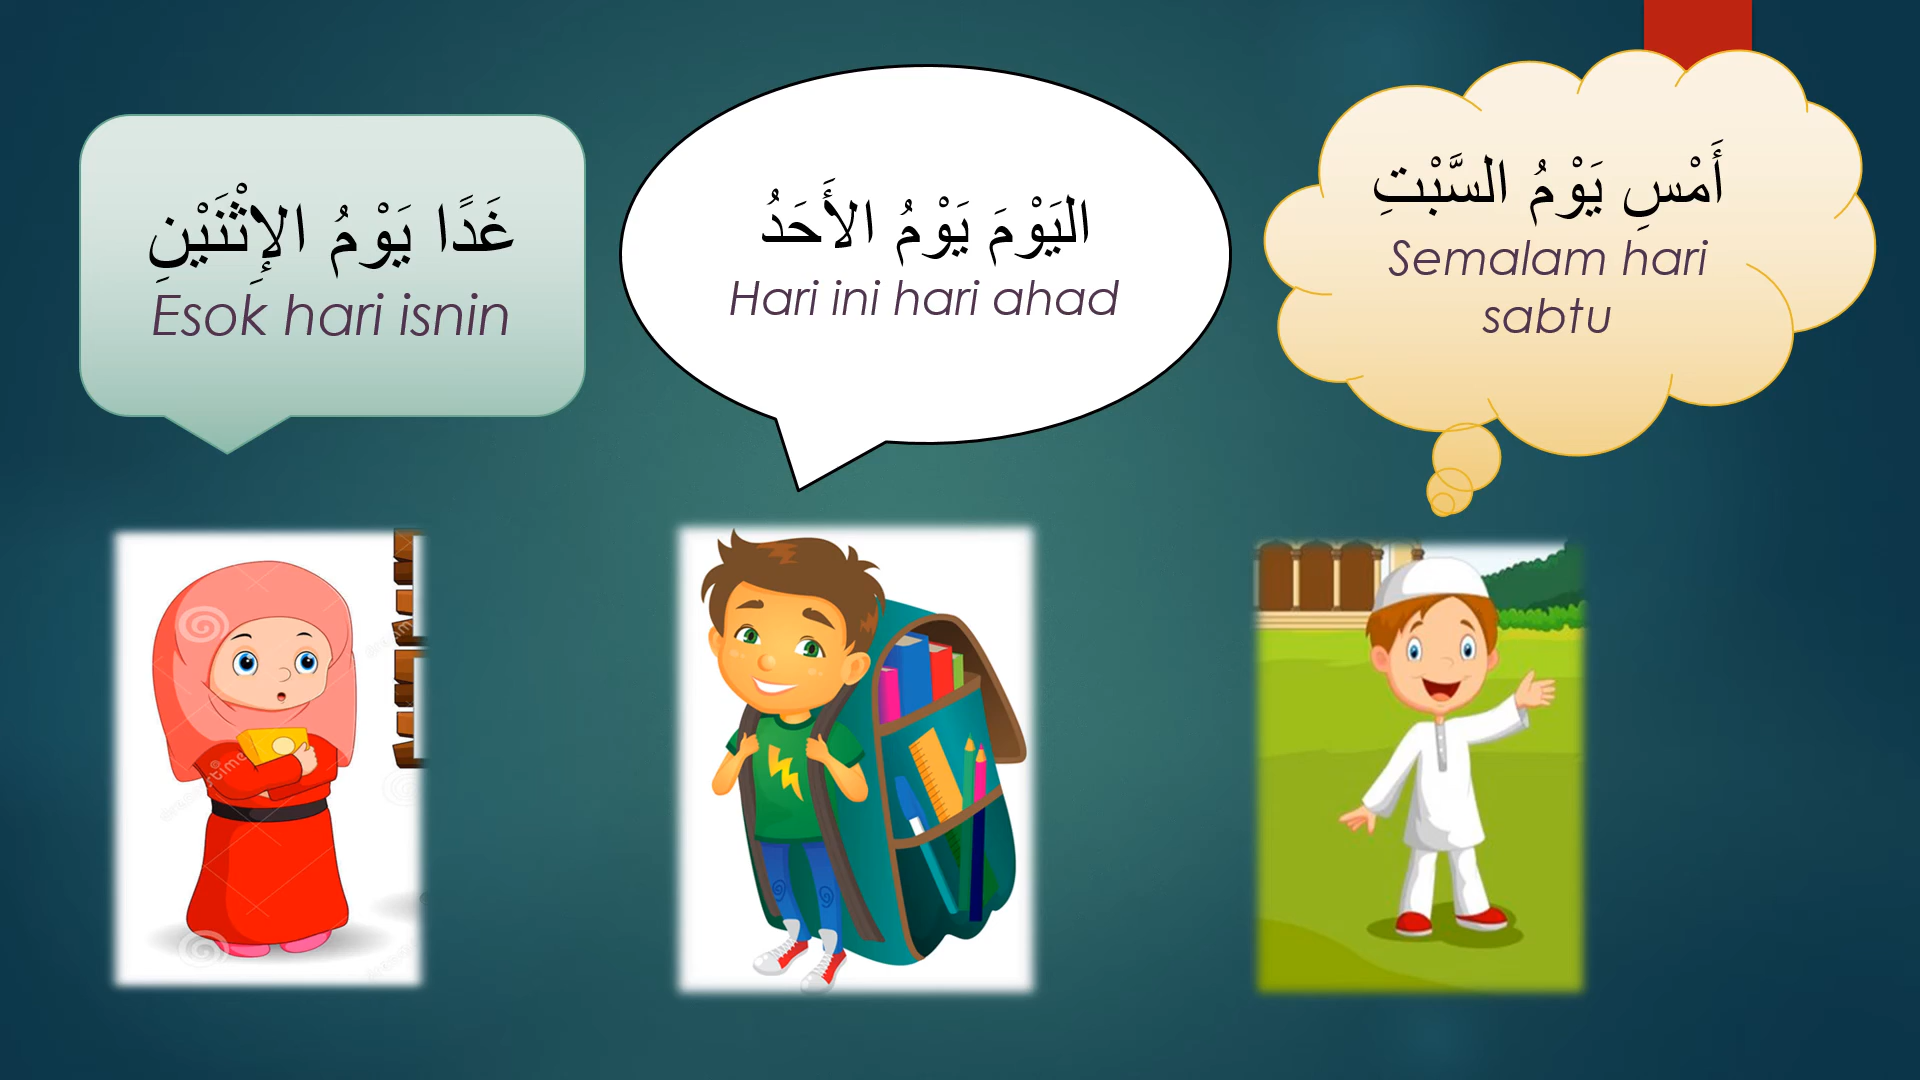 غَدًا يَوْمُ الإِثْنَيْنِ
Esok hari isnin
اليَوْمَ يَوْمُ الأَحَدُ
Hari ini hari ahad
أَمْسِ يَوْمُ السَّبْتِ
Semalam hari
sabtu